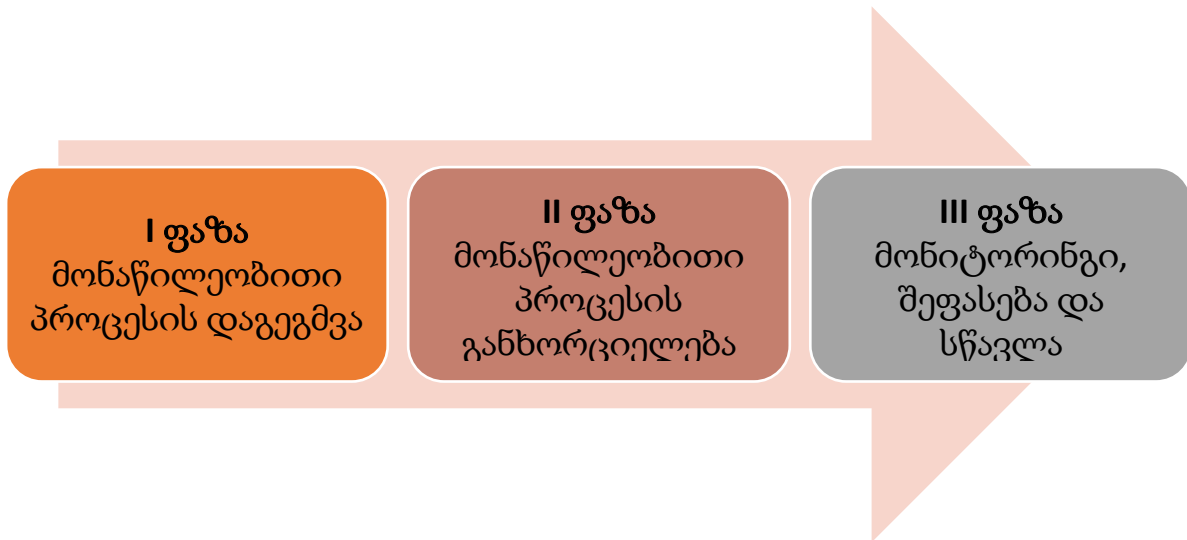 I ფაზა
მონაწილეობითი
პროცესის დაგეგმვა
II ფაზა
მონაწილეობითი
პროცესის
განხორციელება
III ფაზა
მონიტორინგი,
შეფასება და
სწავლა